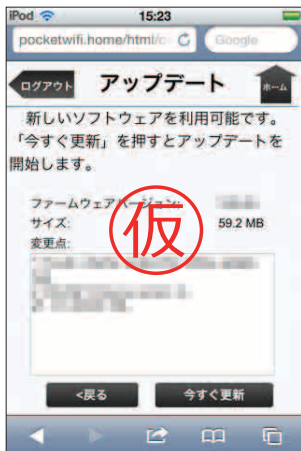 iPod 15:23
pocketwifi.home/html/c Google
ログアウト アップデート ホーム
新しいソフトウェアを利用可能です。
「今すぐ更新」を押すとアップデートを
開始します。
ファームウェアバージョン:
サイズ: 59.2 MB
変更点:
仮
<戻る 今すぐ更新